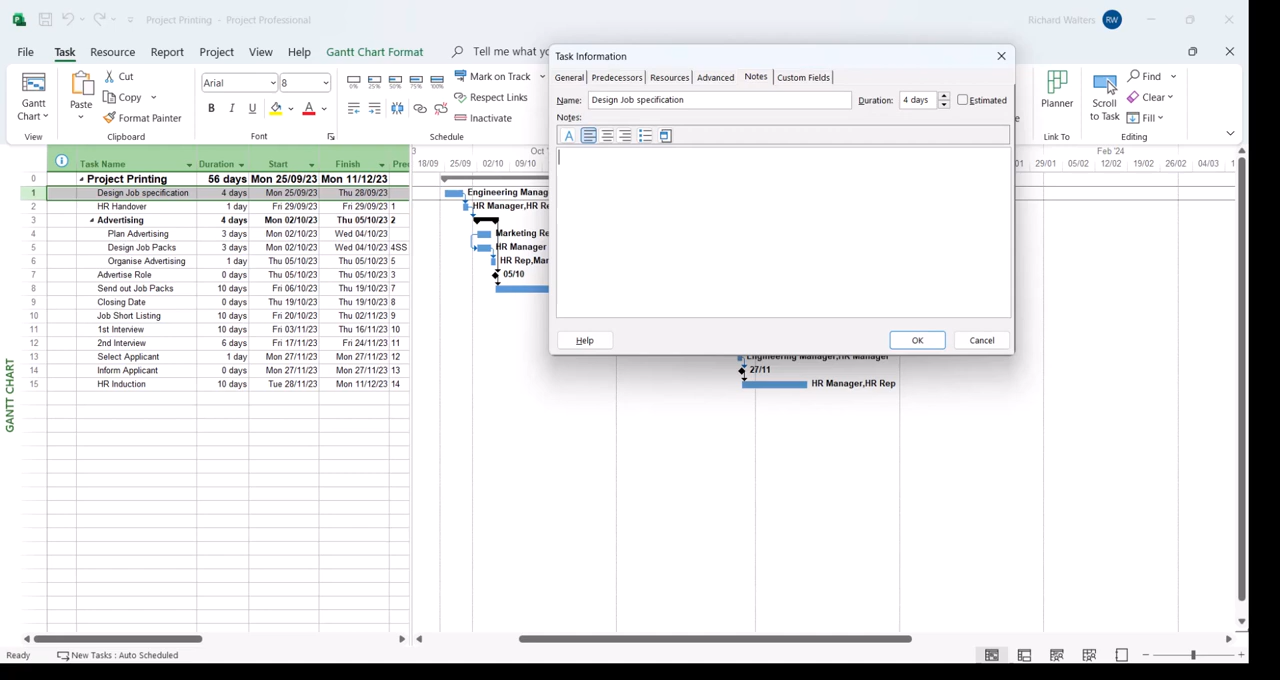 Project Printing - Project Professional
Richard Walters RW
File Task Resource Report Project View Help Gantt Chart Format Tell me what yo
Gantt Chart
View
Paste
Cut
Copy
Format Painter
Clipboard
Arial 8
B I U A
Font
0% 25% 50% 75% 100%
Mark on Track
Respect Links
Inactivate
Schedule
Planner
Link To
Scroll to Task
Find
Clear
Fill
Editing
Task Information
General Predecessors Resources Advanced Notes Custom Fields
Name: Design Job specification Duration: 4 days Estimated
Notes:
Help OK Cancel
Task Name Duration Start Finish Pred
3 Oct ' Feb '24
18/09 25/09 02/10 09/10 01 29/01 05/02 12/02 19/02 26/02 04/03 1
0 Project Printing 56 days Mon 25/09/23 Mon 11/12/23
1 Design Job specification 4 days Mon 25/09/23 Thu 28/09/23 Engineering Manag
2 HR Handover 1 day Fri 29/09/23 Fri 29/09/23 1 HR Manager,HR Re
3 Advertising 4 days Mon 02/10/23 Thu 05/10/23 2
4 Plan Advertising 3 days Mon 02/10/23 Wed 04/10/23 Marketing Re
5 Design Job Packs 3 days Mon 02/10/23 Wed 04/10/23 4SS HR Manager
6 Organise Advertising 1 day Thu 05/10/23 Thu 05/10/23 5 HR Rep,Mar
7 Advertise Role 0 days Thu 05/10/23 Thu 05/10/23 3 05/10
8 Send out Job Packs 10 days Fri 06/10/23 Thu 19/10/23 7
9 Closing Date 0 days Thu 19/10/23 Thu 19/10/23 8
10 Job Short Listing 10 days Fri 20/10/23 Thu 02/11/23 9
11 1st Interview 10 days Fri 03/11/23 Thu 16/11/23 10
12 2nd Interview 6 days Fri 17/11/23 Fri 24/11/23 11
13 Select Applicant 1 day Mon 27/11/23 Mon 27/11/23 12 Engineering Manager,HR Manager
14 Inform Applicant 0 days Mon 27/11/23 Mon 27/11/23 13 27/11
15 HR Induction 10 days Tue 28/11/23 Mon 11/12/23 14 HR Manager,HR Rep
GANTT CHART
Ready New Tasks : Auto Scheduled